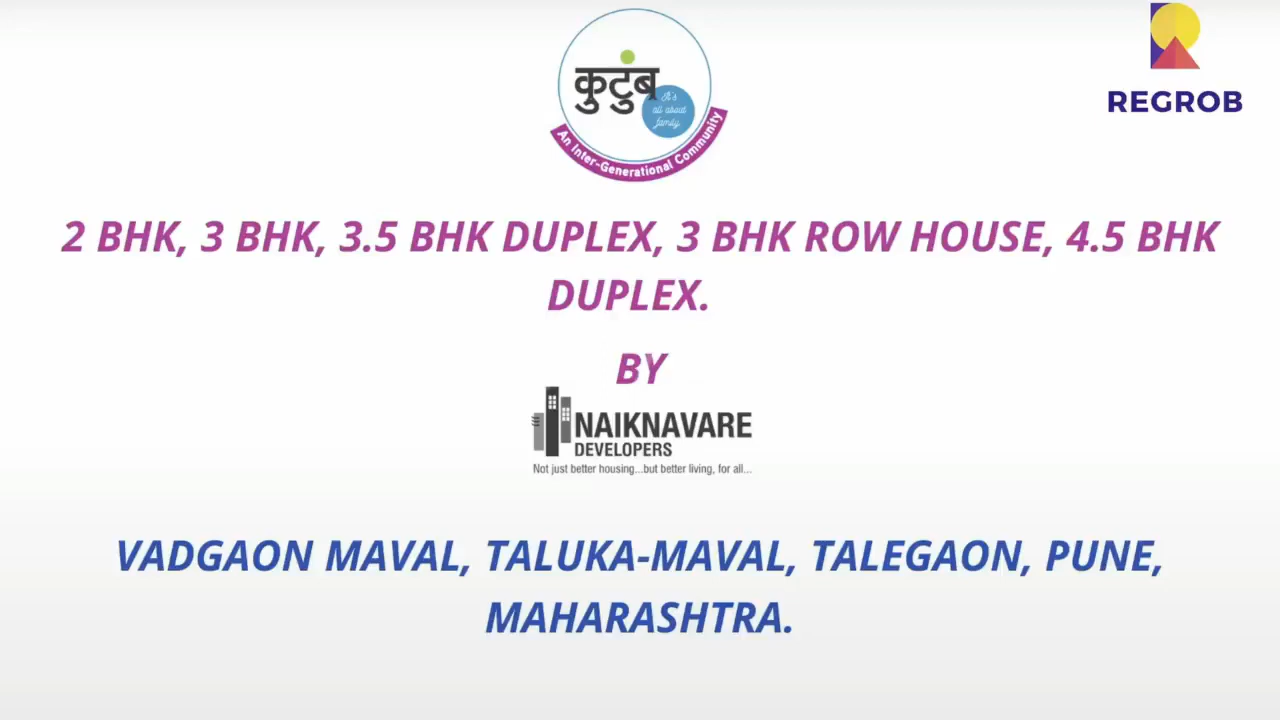 कुटुंब
It's
all about
family
An Inter-Generational Community
REGROB
2 BHK, 3 BHK, 3.5 BHK DUPLEX, 3 BHK ROW HOUSE, 4.5 BHK
DUPLEX.
BY
NAIKNAVARE
DEVELOPERS
Not just better housing...but better living, for all...
VADGAON MAVAL, TALUKA-MAVAL, TALEGAON, PUNE,
MAHARASHTRA.